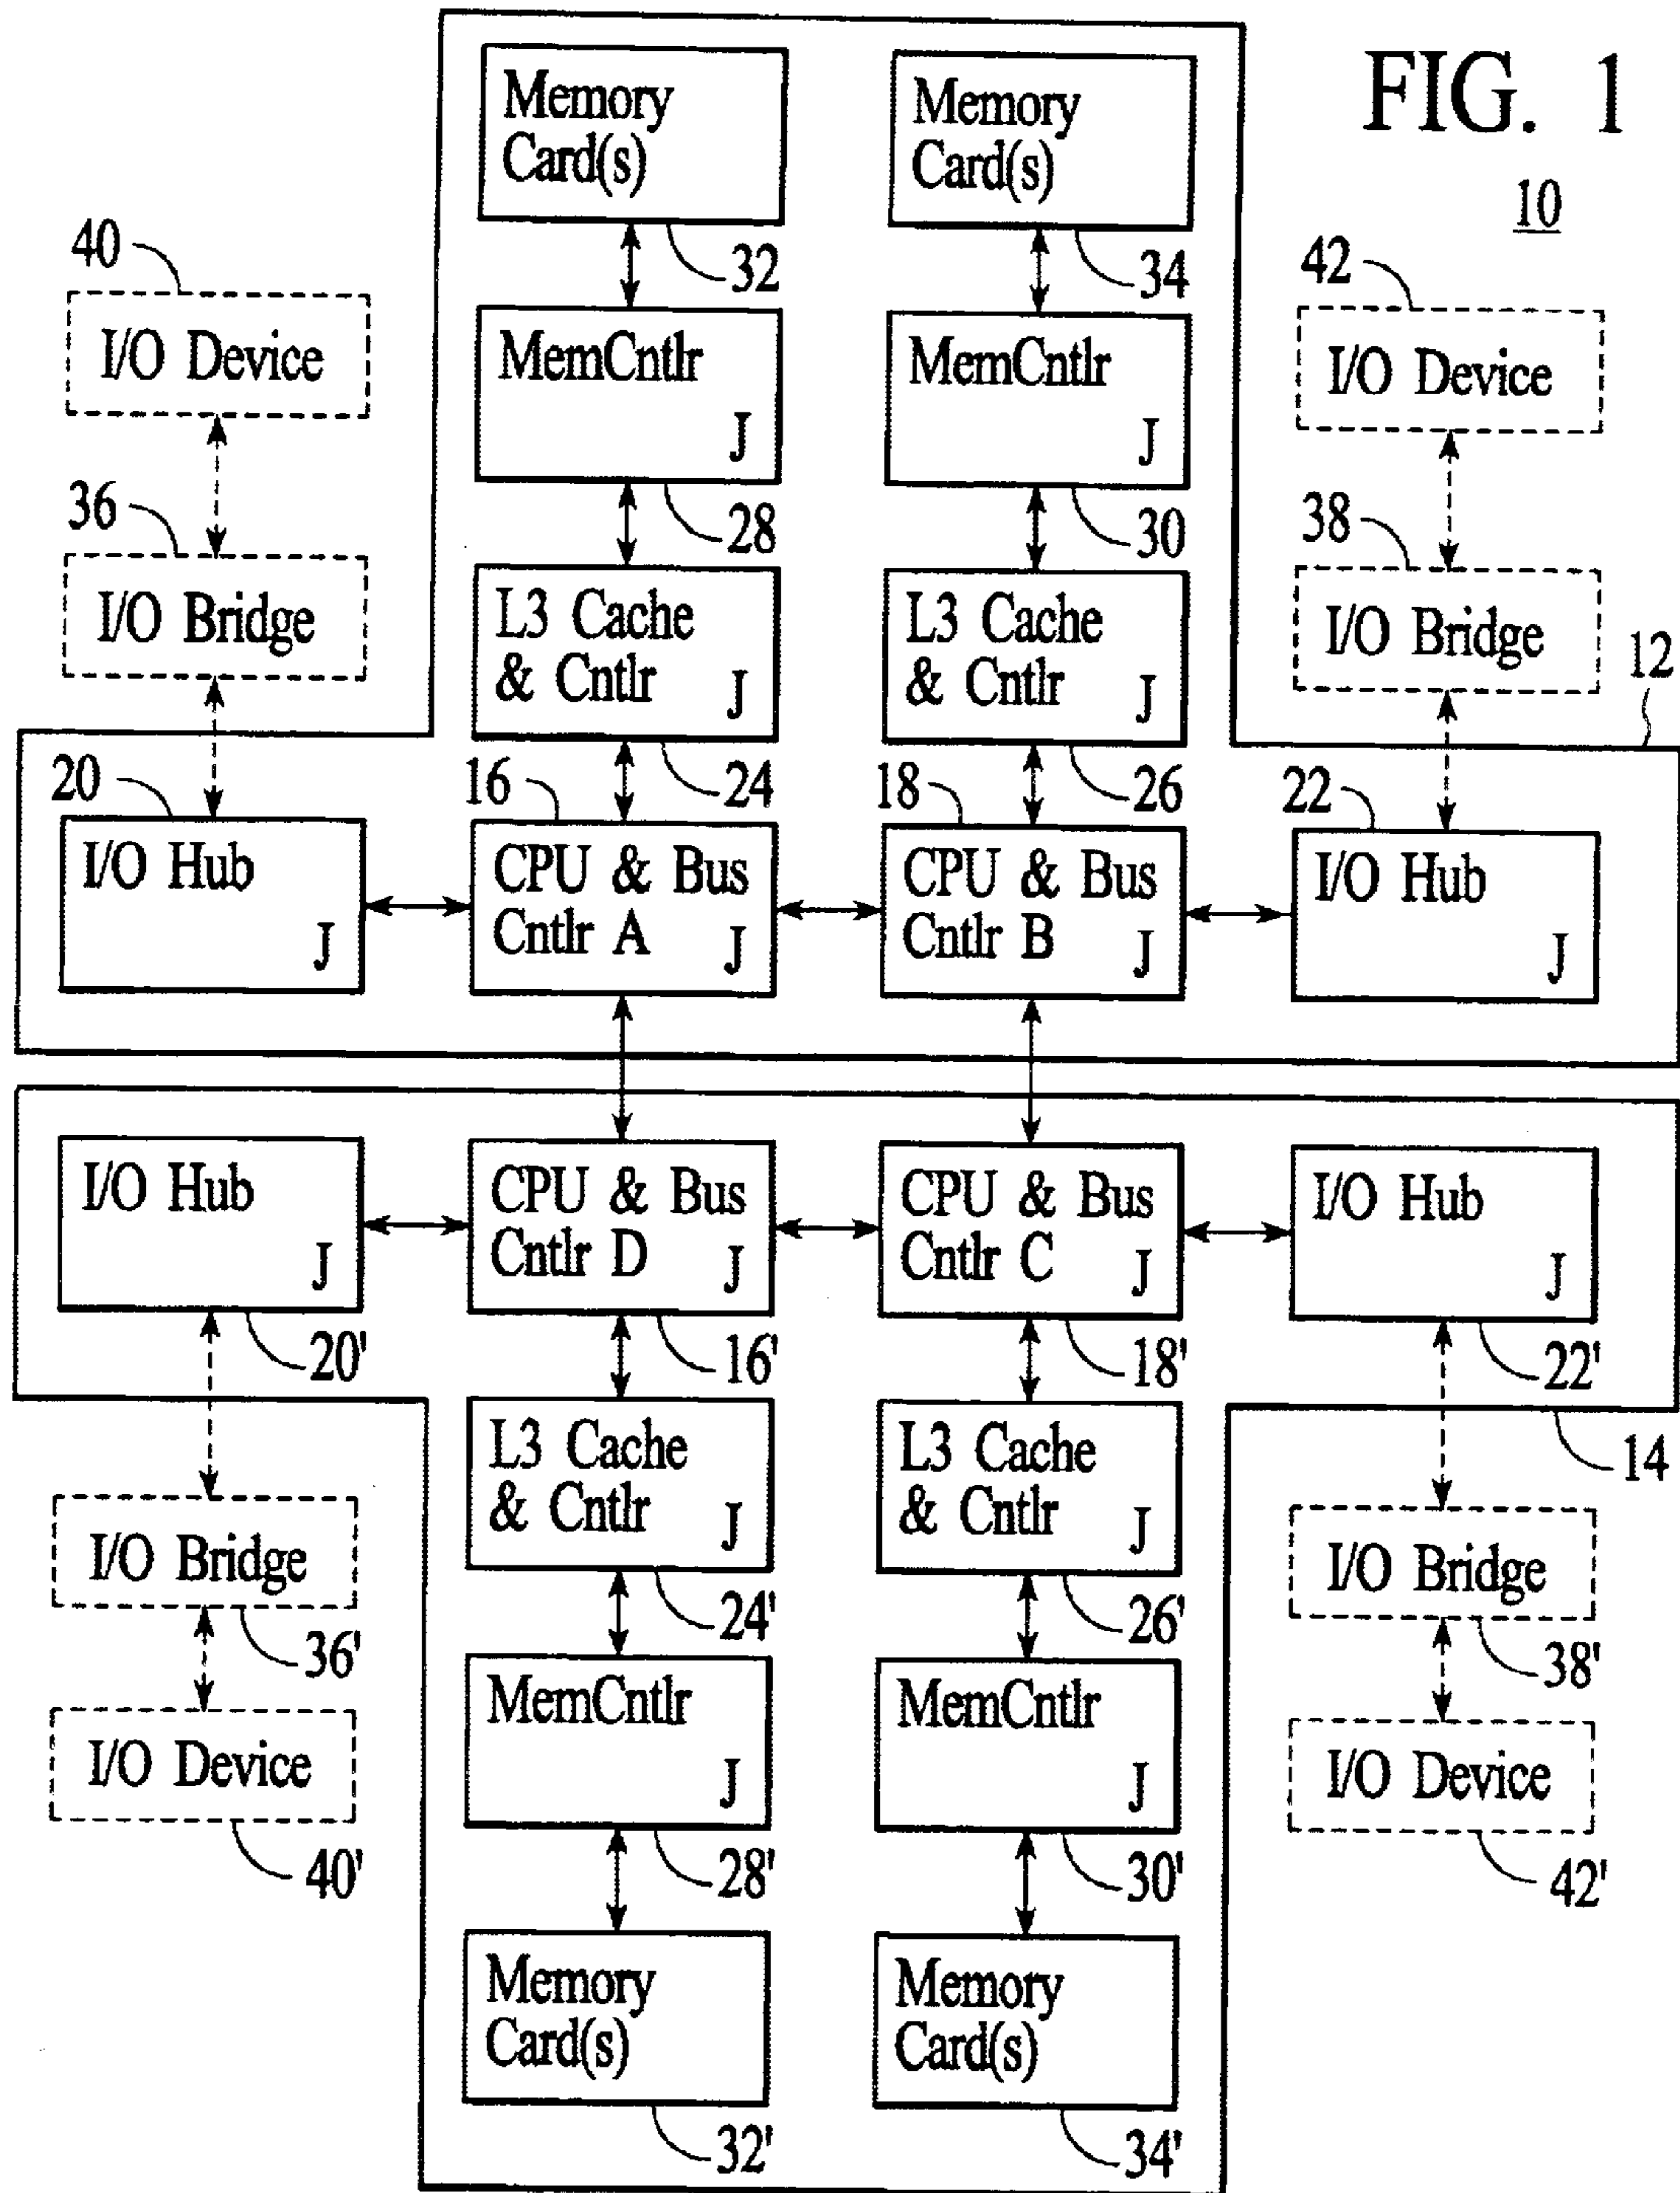 FIG. 1
10
Memory
Card(s)
32
Memory
Card(s)
34
40
I/O Device
MemCntlr
J
28
MemCntlr
J
30
42
I/O Device
36
I/O Bridge
L3 Cache
& Cntlr
J
24
L3 Cache
& Cntlr
J
26
38
I/O Bridge
12
20
I/O Hub
J
16
CPU & Bus
Cntlr A
J
18
CPU & Bus
Cntlr B
J
22
I/O Hub
J
I/O Hub
J
20'
CPU & Bus
Cntlr D
J
16'
CPU & Bus
Cntlr C
J
18'
I/O Hub
J
22'
14
I/O Bridge
36'
L3 Cache
& Cntlr
J
24'
L3 Cache
& Cntlr
J
26'
I/O Bridge
38'
I/O Device
40'
MemCntlr
J
28'
MemCntlr
J
30'
I/O Device
42'
Memory
Card(s)
32'
Memory
Card(s)
34'